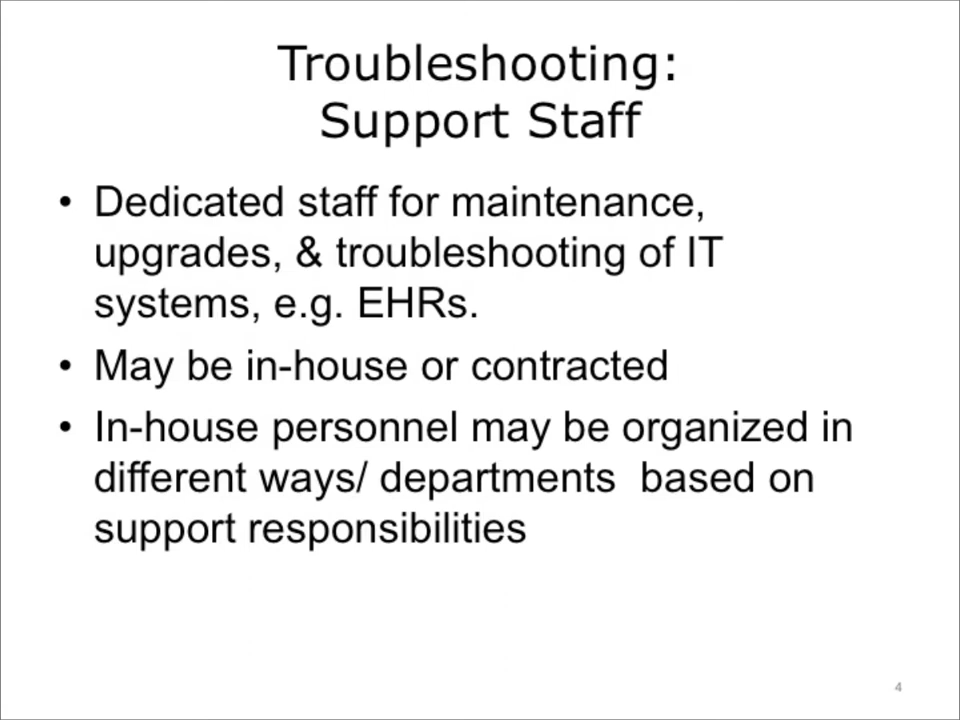 Troubleshooting:
Support Staff
• Dedicated staff for maintenance,
upgrades, & troubleshooting of IT
systems, e.g. EHRs.
• May be in-house or contracted
• In-house personnel may be organized in
different ways/ departments  based on
support responsibilities
4